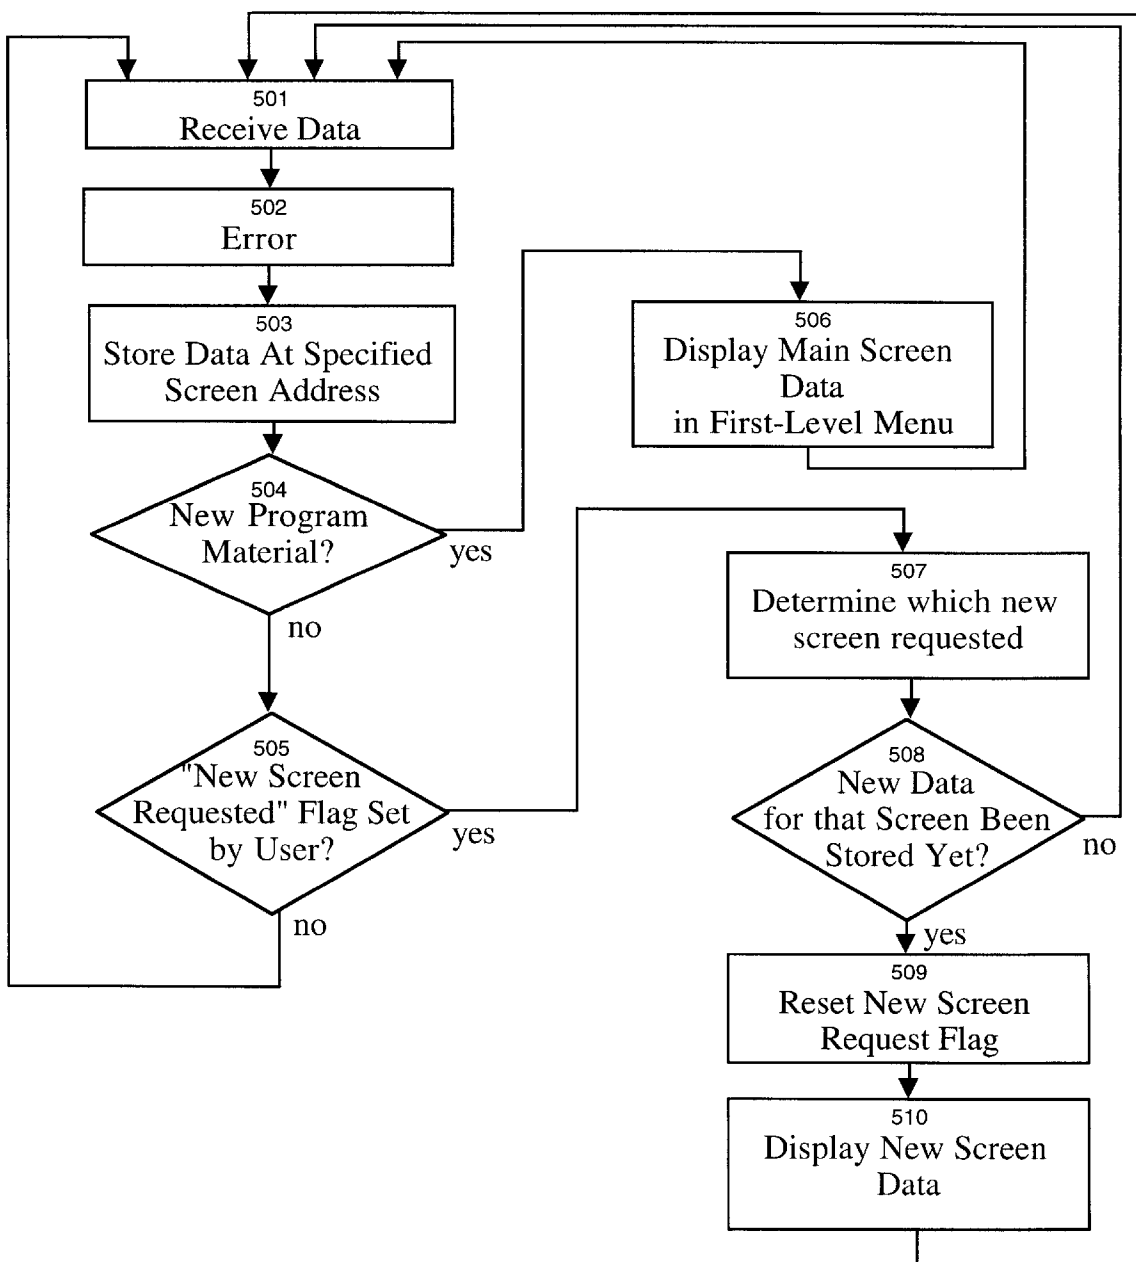 501
Receive Data
502
Error
503
Store Data At Specified
Screen Address
504
New Program
Material?
yes
no
505
"New Screen
Requested" Flag Set
by User?
yes
no
506
Display Main Screen
Data
in First-Level Menu
507
Determine which new
screen requested
508
New Data
for that Screen Been
Stored Yet?
no
yes
509
Reset New Screen
Request Flag
510
Display New Screen
Data